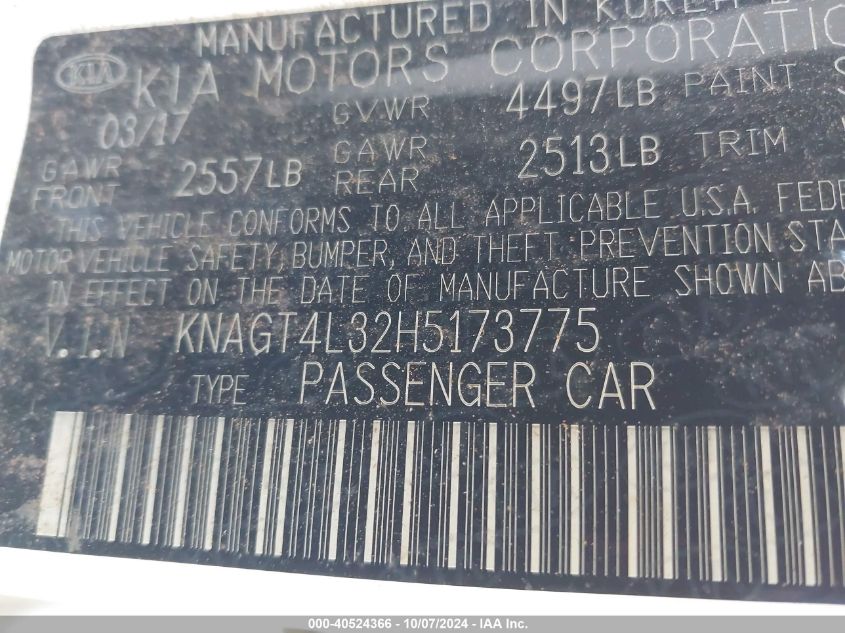 MANUFACTURED IN KOREA
KIA KIA MOTORS CORPORATIO
03/17 GVWR 4497LB PAINT S
GAWR FRONT 2557LB GAWR REAR 2513LB TRIM
THIS VEHICLE CONFORMS TO ALL APPLICABLE U.S.A. FEDE
MOTOR VEHICLE SAFETY, BUMPER, AND THEFT PREVENTION STA
IN EFFECT ON THE DATE OF MANUFACTURE SHOWN AB
V.I.N KNAGT4L32H5173775
TYPE PASSENGER CAR
000-40524366 - 10/07/2024 - IAA Inc.